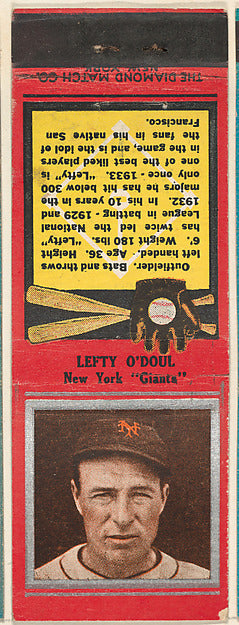 THE DIAMOND MATCH CO.
NEW YORK
Outfielder. Bats and throws
left handed. Age 36. Height
6'. Weight 180 lbs. "Lefty"
has twice led the National
League in batting - 1929 and
1932. In his 10 years in the
majors he has hit below 300
only once - 1933. "Lefty" is
one of the best liked players
in the game, and is the idol of
the fans in his native San
Francisco.
LEFTY O'DOUL
New York "Giants"
NY